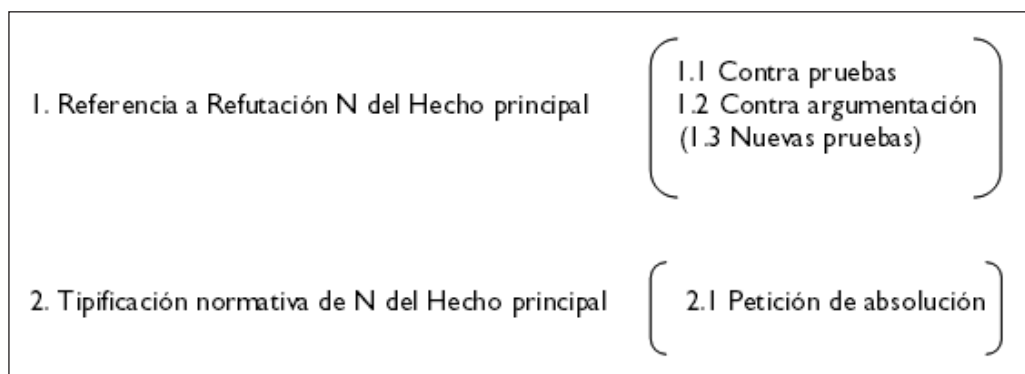 1. Referencia a Refutación N del Hecho principal
1.1 Contra pruebas
1.2 Contra argumentación
(1.3 Nuevas pruebas)
2. Tipificación normativa de N del Hecho principal
2.1 Petición de absolución